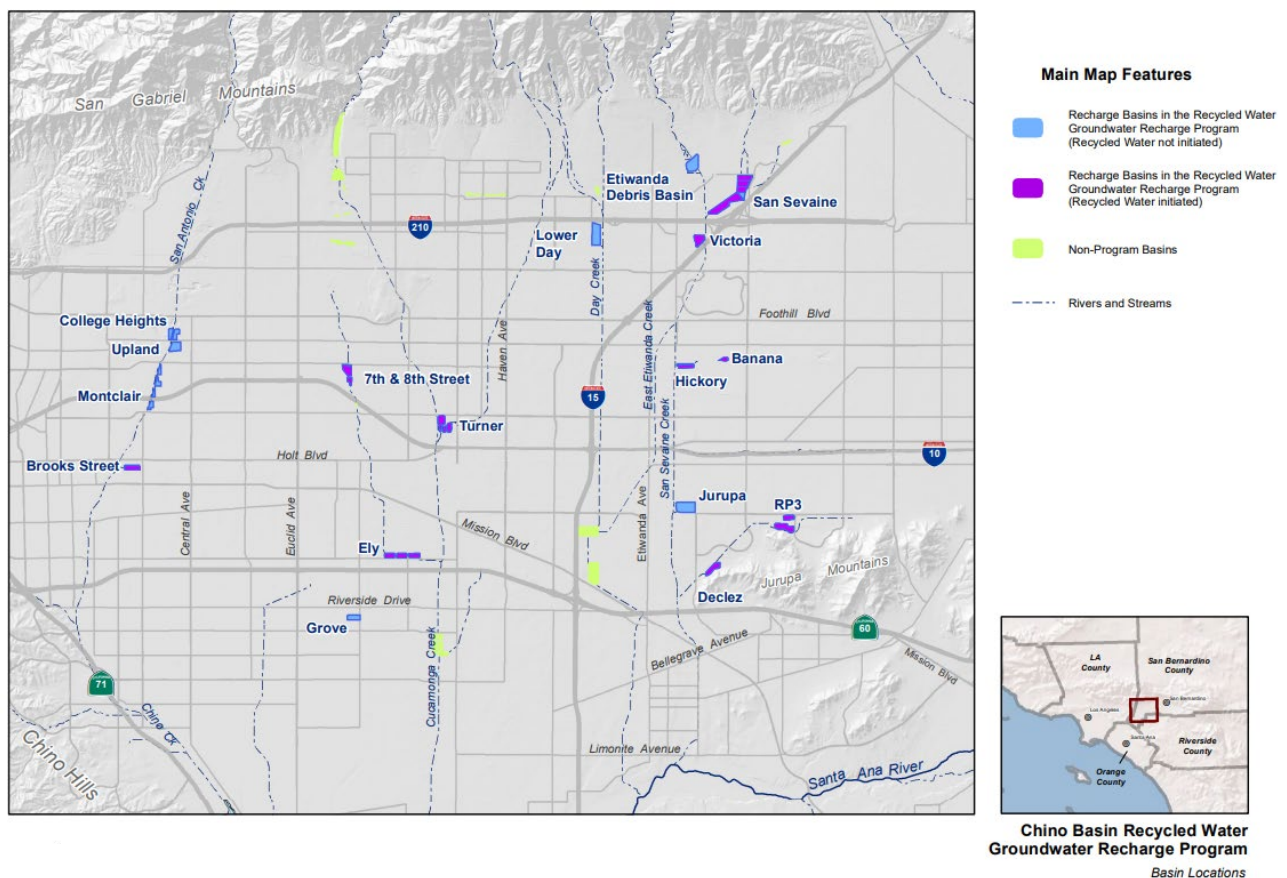 San Gabriel Mountains
San Antonio Ck
210
Etiwanda
Debris Basin
San Sevaine
Lower
Day
Victoria
Day Creek
East Etiwanda Creek
Foothill Blvd
College Heights
Upland
Montclair
7th & 8th Street
Haven Ave
15
Banana
Hickory
San Sevaine Creek
Turner
Brooks Street
Holt Blvd
10
Central Ave
Euclid Ave
Mission Blvd
Etiwanda Ave
Jurupa
RP3
Ely
Jurupa Mountains
Declez
Riverside Drive
Grove
60
Cucamonga Creek
Bellegrave Avenue
Mission Blvd
71
Chino Ck
Chino Hills
Limonite Avenue
Santa Ana River
Main Map Features
Recharge Basins in the Recycled Water
Groundwater Recharge Program
(Recycled Water not initiated)
Recharge Basins in the Recycled Water
Groundwater Recharge Program
(Recycled Water initiated)
Non-Program Basins
Rivers and Streams
LA
County
San Bernardino
County
San Bernardino
Los Angeles
Santa Ana
Riverside
County
Orange
County
Chino Basin Recycled Water
Groundwater Recharge Program
Basin Locations